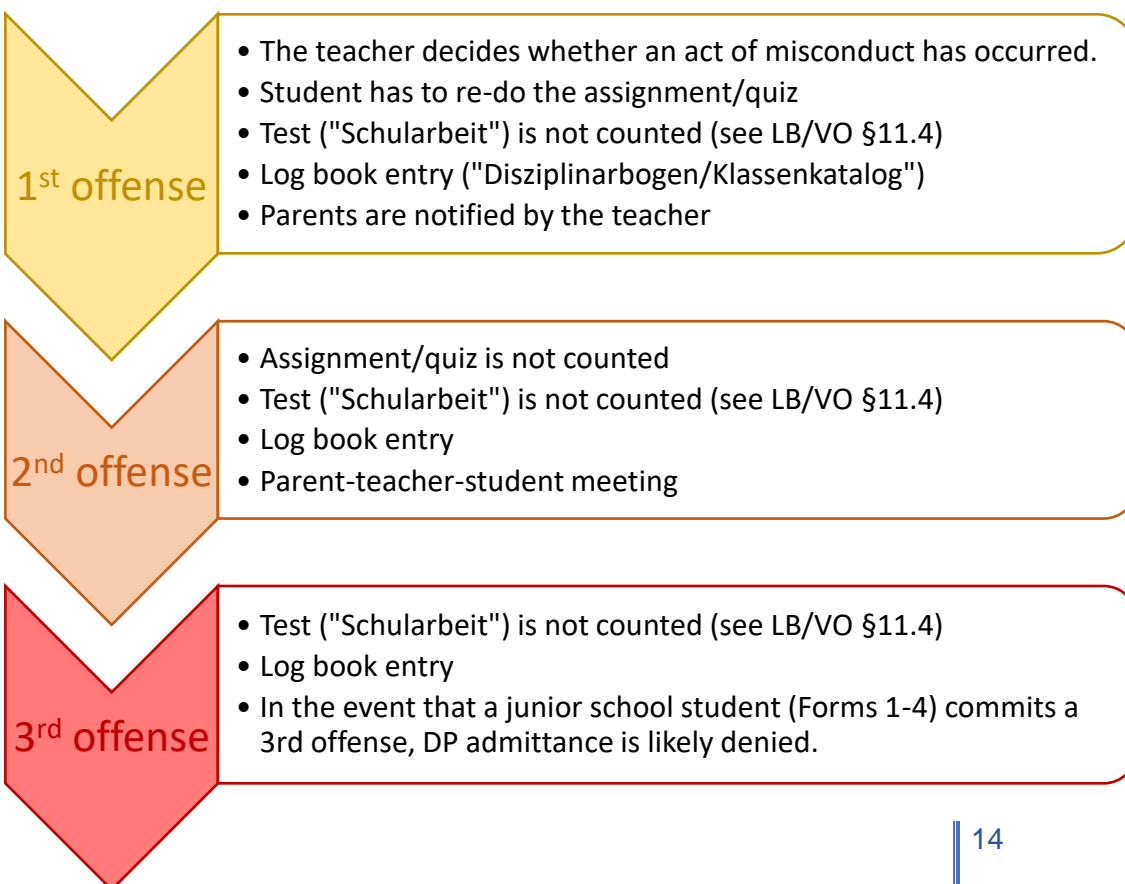 1st offense
• The teacher decides whether an act of misconduct has occurred.
• Student has to re-do the assignment/quiz
• Test ("Schularbeit") is not counted (see LB/VO §11.4)
• Log book entry ("Disziplinarbogen/Klassenkatalog")
• Parents are notified by the teacher
2nd offense
• Assignment/quiz is not counted
• Test ("Schularbeit") is not counted (see LB/VO §11.4)
• Log book entry
• Parent-teacher-student meeting
3rd offense
• Test ("Schularbeit") is not counted (see LB/VO §11.4)
• Log book entry
• In the event that a junior school student (Forms 1-4) commits a
3rd offense, DP admittance is likely denied.
14